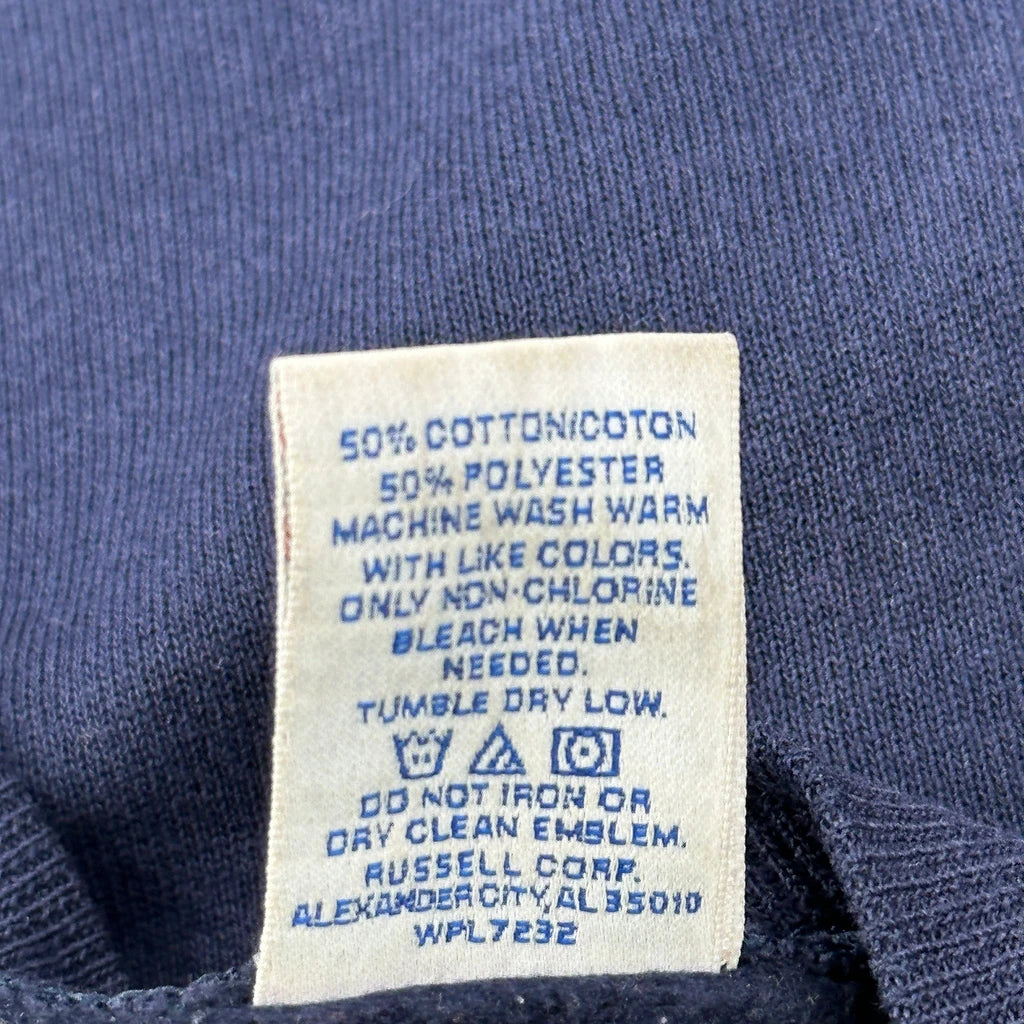 50% COTTON/COTON
50% POLYESTER
MACHINE WASH WARM
WITH LIKE COLORS.
ONLY NON-CHLORINE
BLEACH WHEN
NEEDED.
TUMBLE DRY LOW.
DO NOT IRON OR
DRY CLEAN EMBLEM.
RUSSELL CORP.
ALEXANDER CITY, AL 35010
WPL7232